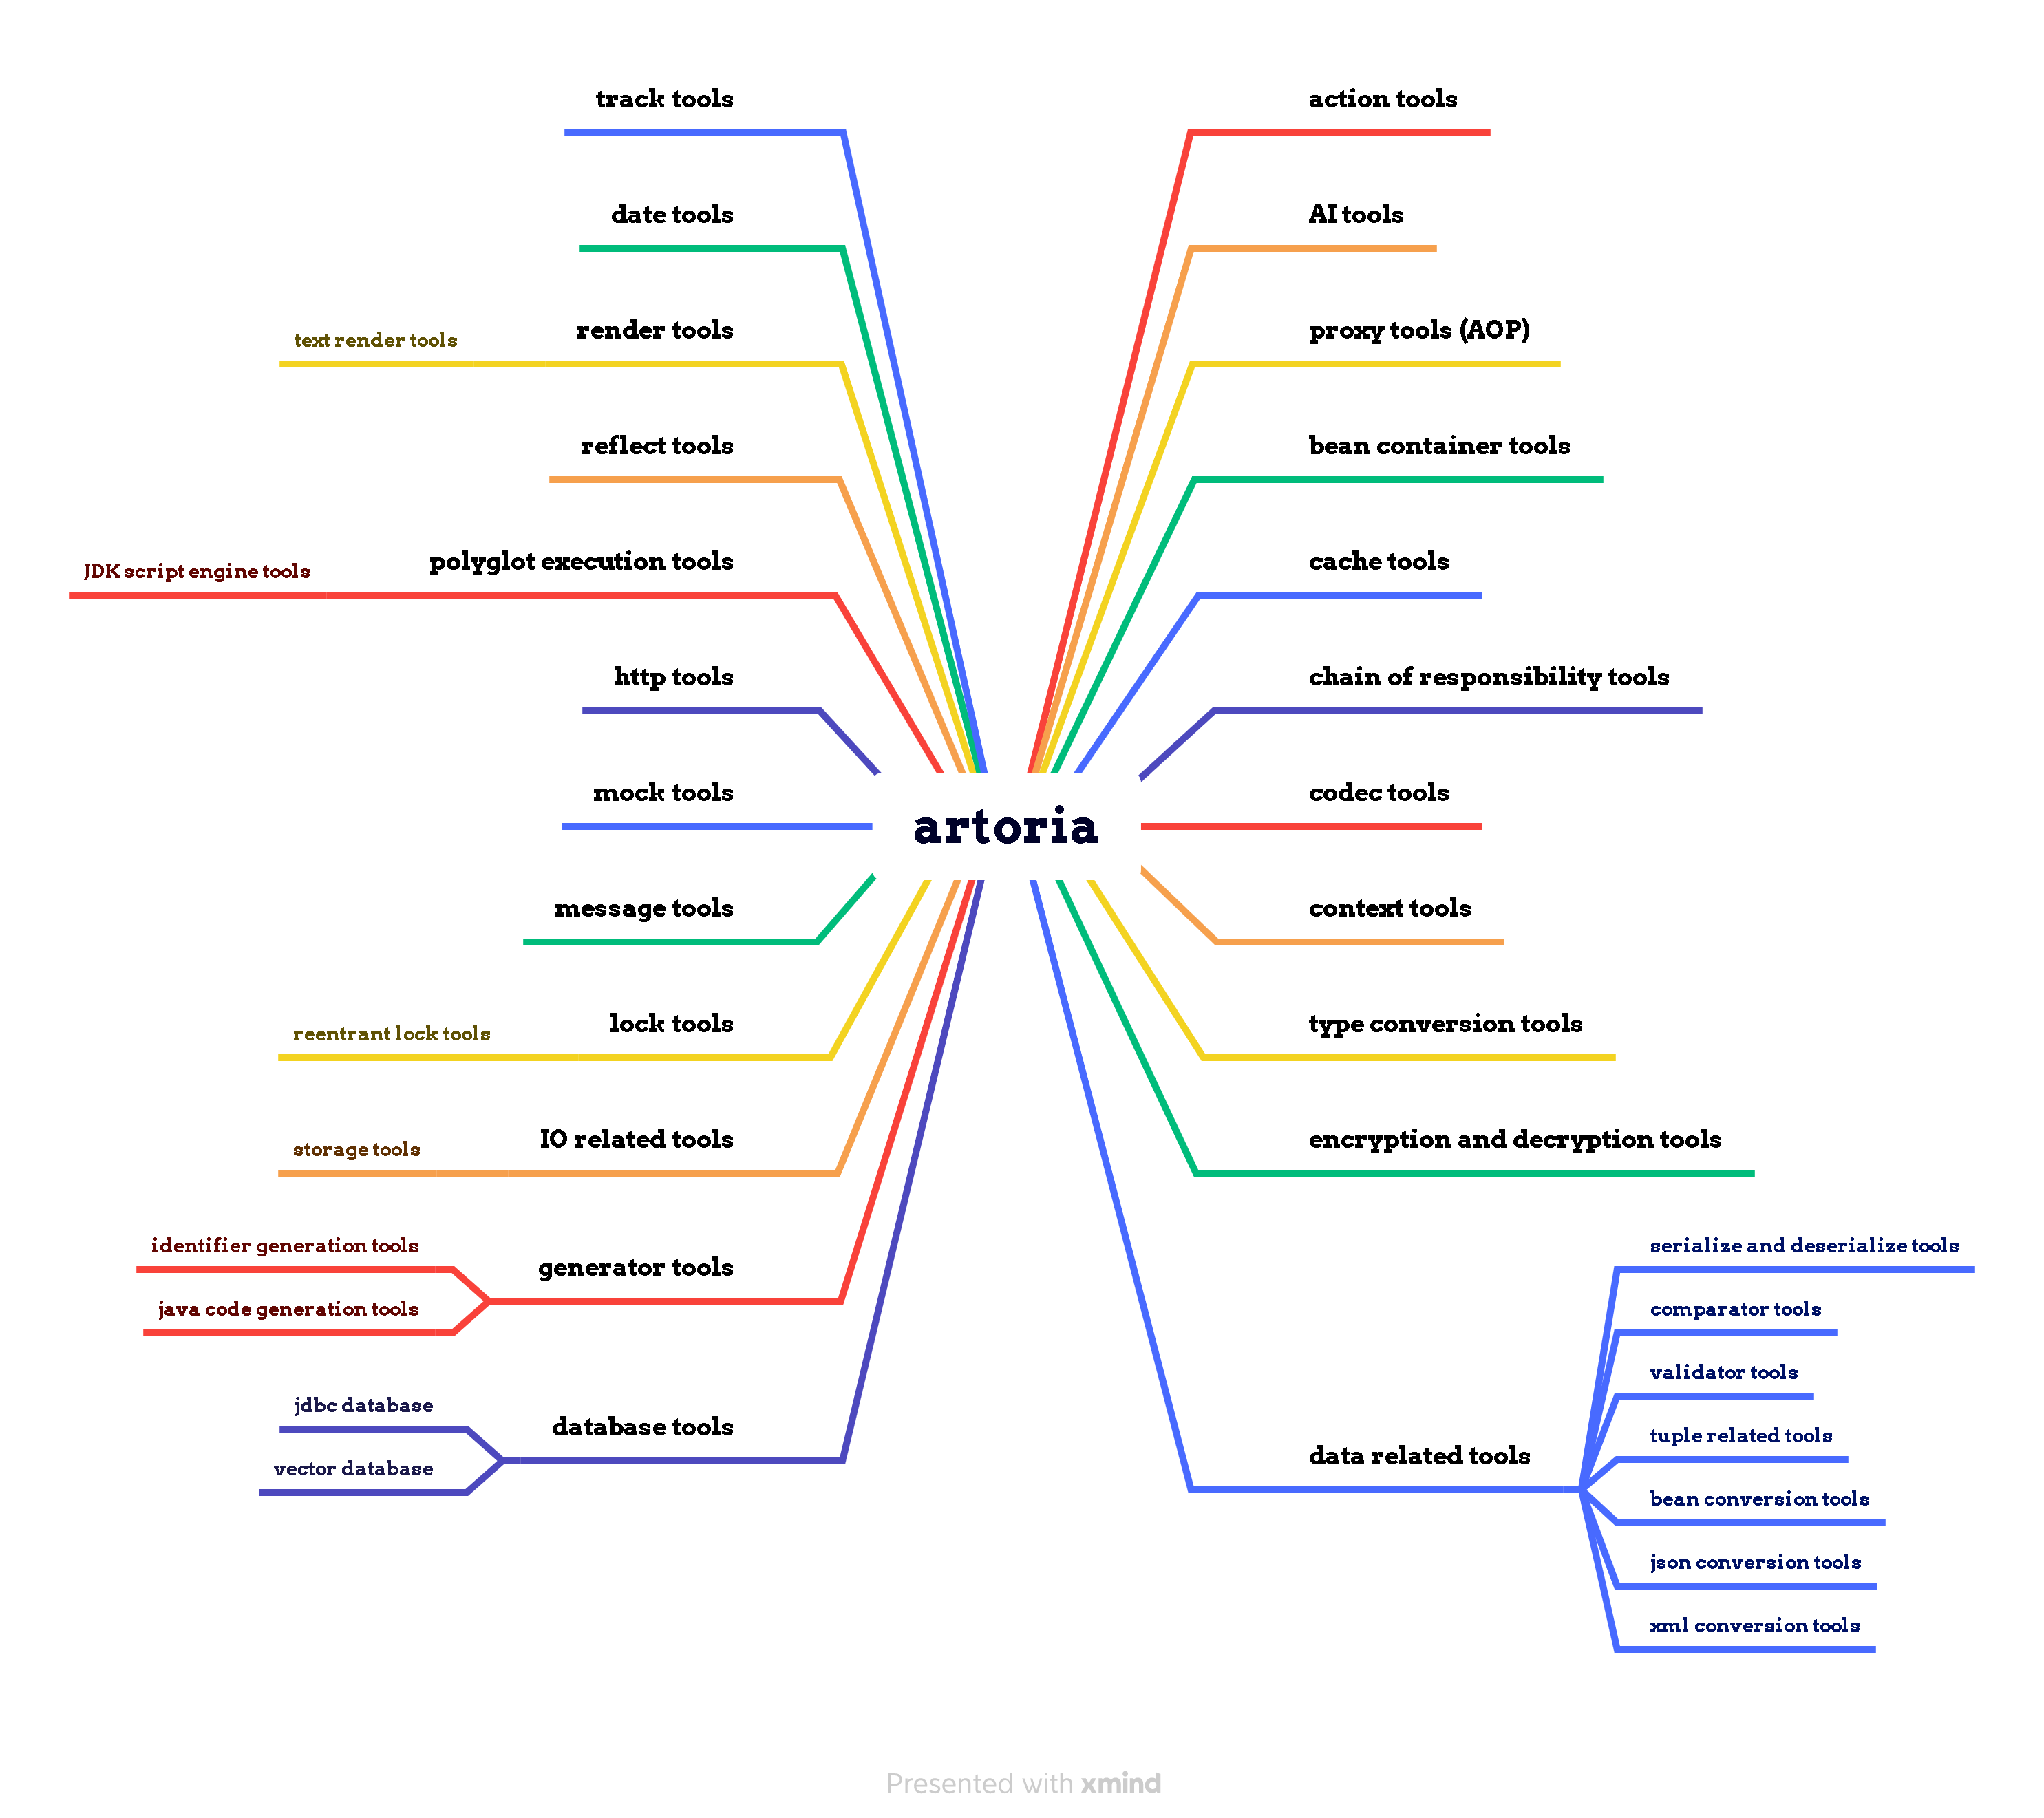 track tools
date tools
text render tools
render tools
reflect tools
JDK script engine tools
polyglot execution tools
http tools
mock tools
message tools
reentrant lock tools
lock tools
storage tools
IO related tools
identifier generation tools
java code generation tools
generator tools
jdbc database
vector database
database tools
artoria
action tools
AI tools
proxy tools (AOP)
bean container tools
cache tools
chain of responsibility tools
codec tools
context tools
type conversion tools
encryption and decryption tools
data related tools
serialize and deserialize tools
comparator tools
validator tools
tuple related tools
bean conversion tools
json conversion tools
xml conversion tools
Presented with xmind